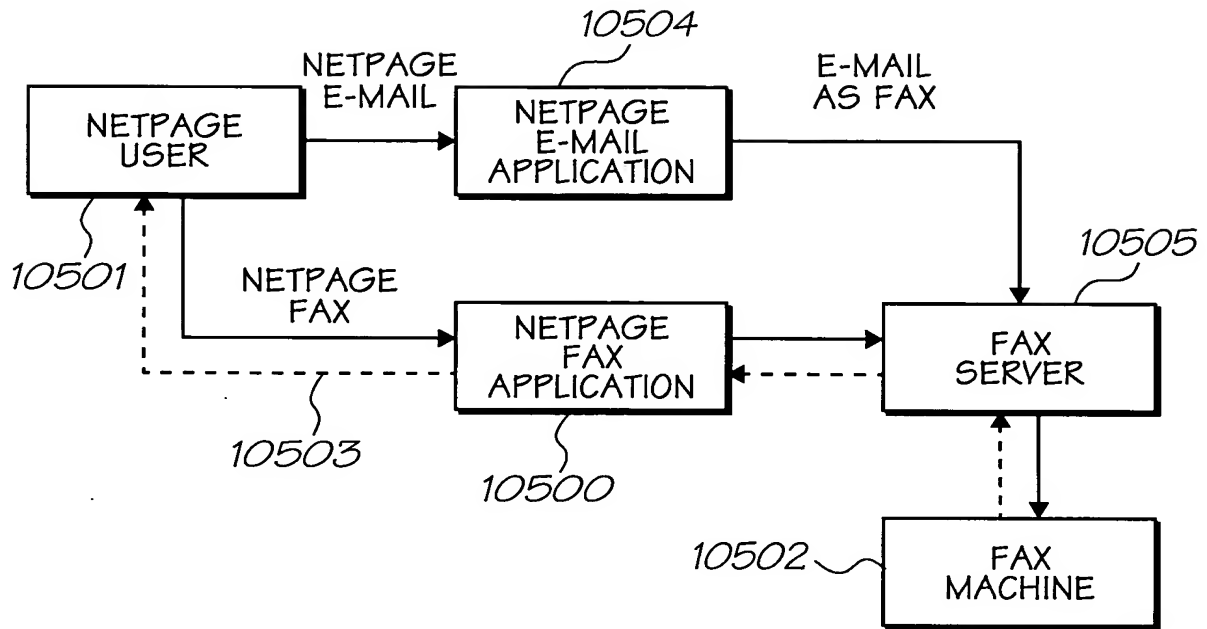 10504
NETPAGE
E-MAIL
E-MAIL
AS FAX
NETPAGE
USER
NETPAGE
E-MAIL
APPLICATION
10501
NETPAGE
FAX
10505
NETPAGE
FAX
APPLICATION
FAX
SERVER
10503
10500
10502
FAX
MACHINE